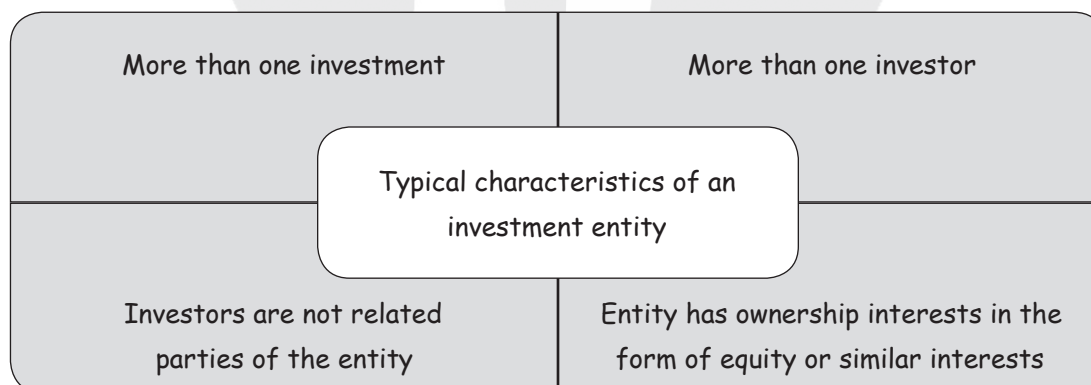 More than one investment
More than one investor
Typical characteristics of an
investment entity
Investors are not related
parties of the entity
Entity has ownership interests in the
form of equity or similar interests